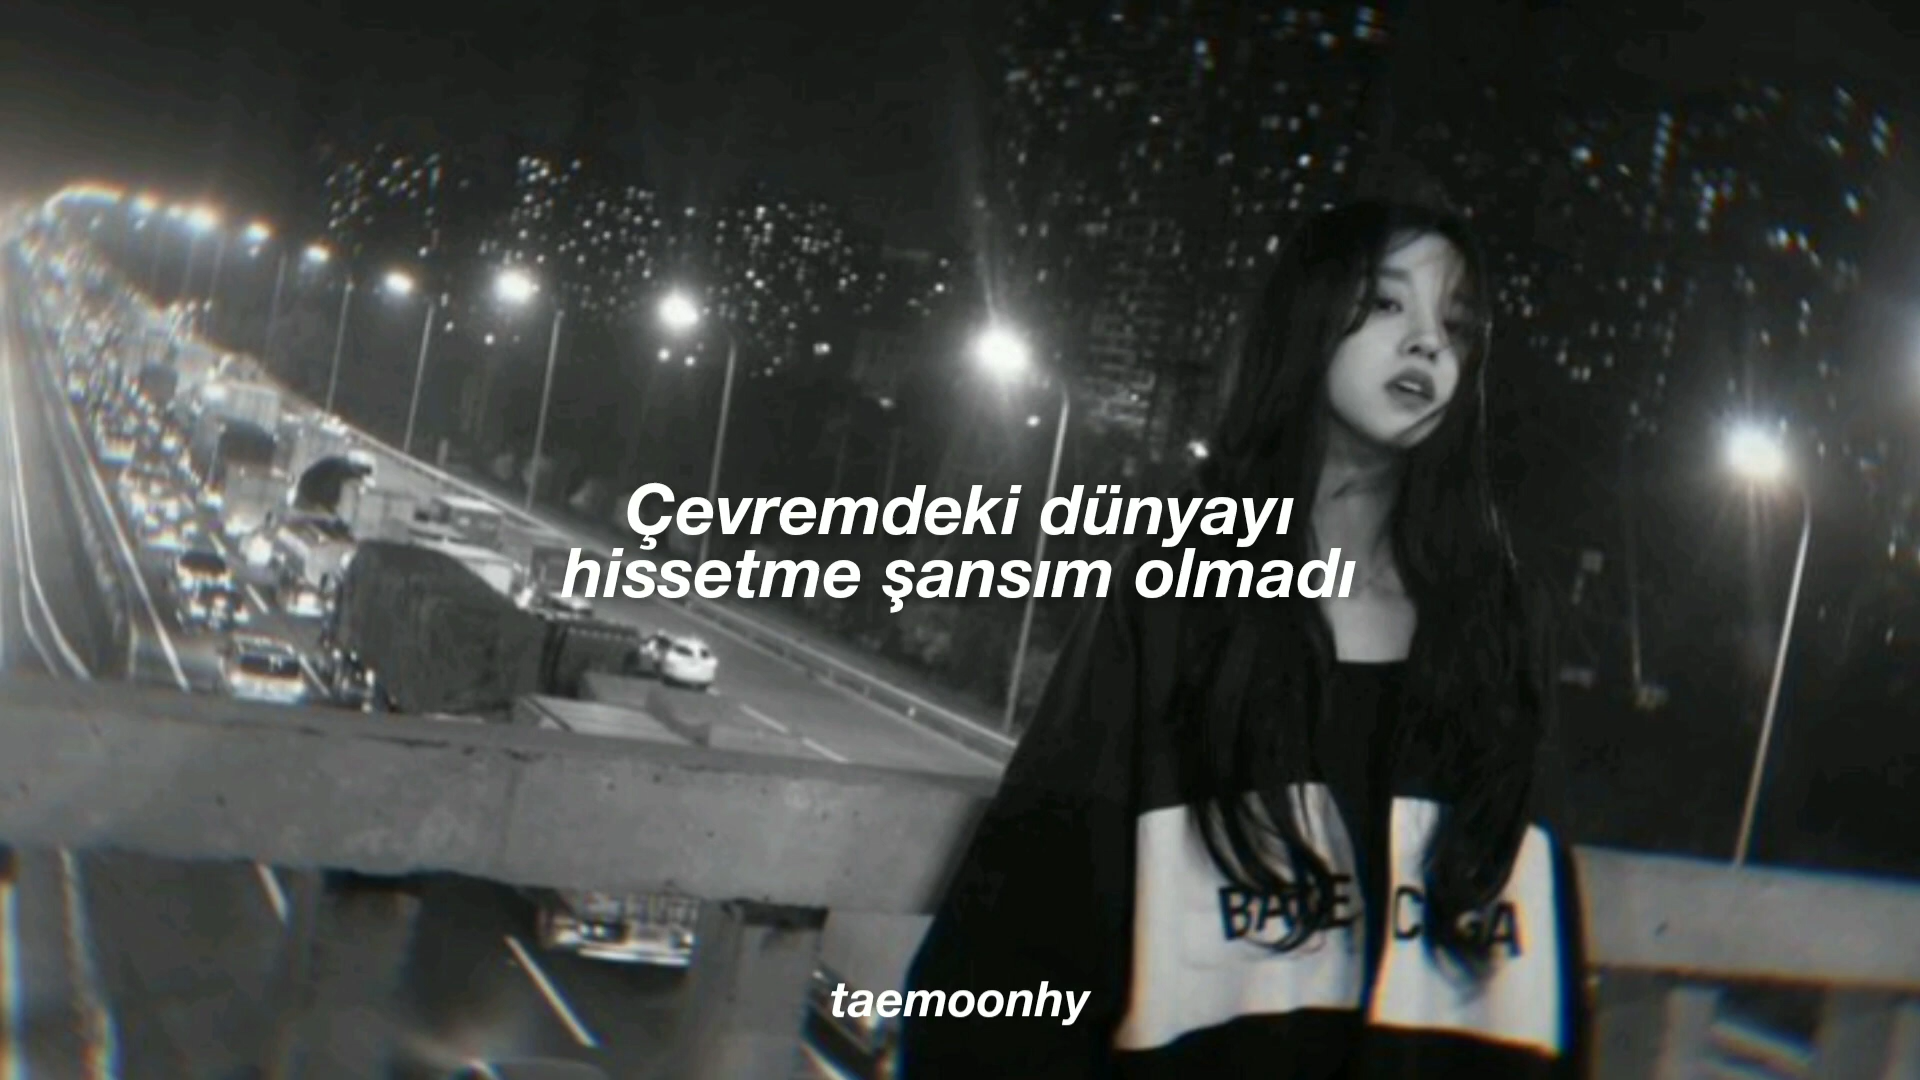 Çevremdeki dünyayı
hissetme şansım olmadı
taemoonhy